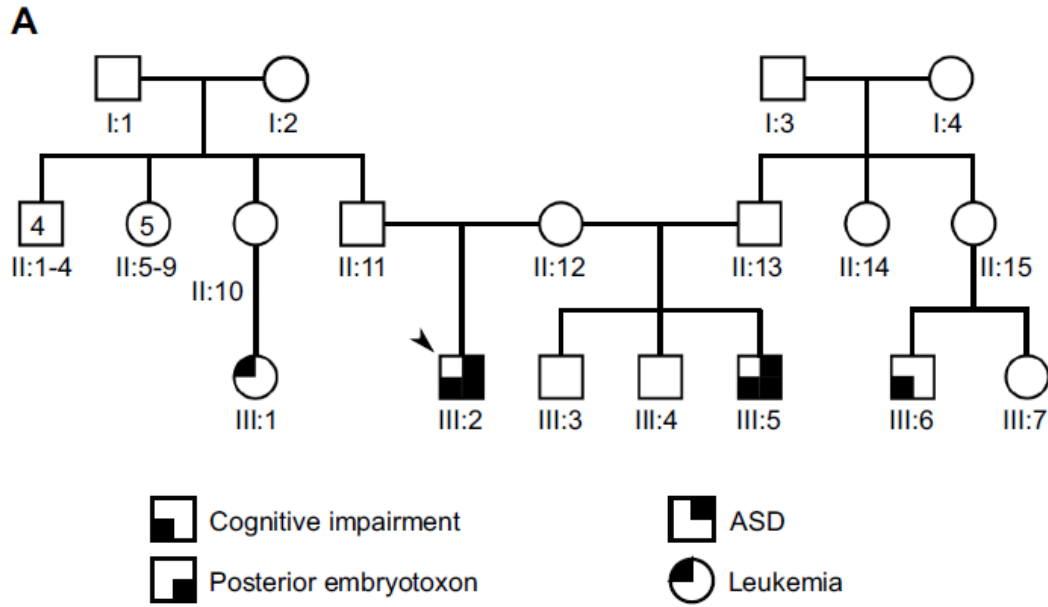 A
I:1 I:2 I:3 I:4
4 5
II:1-4 II:5-9 II:11 II:12 II:13 II:14 II:15
II:10
III:1 III:2 III:3 III:4 III:5 III:6 III:7
Cognitive impairment ASD
Posterior embryotoxon Leukemia